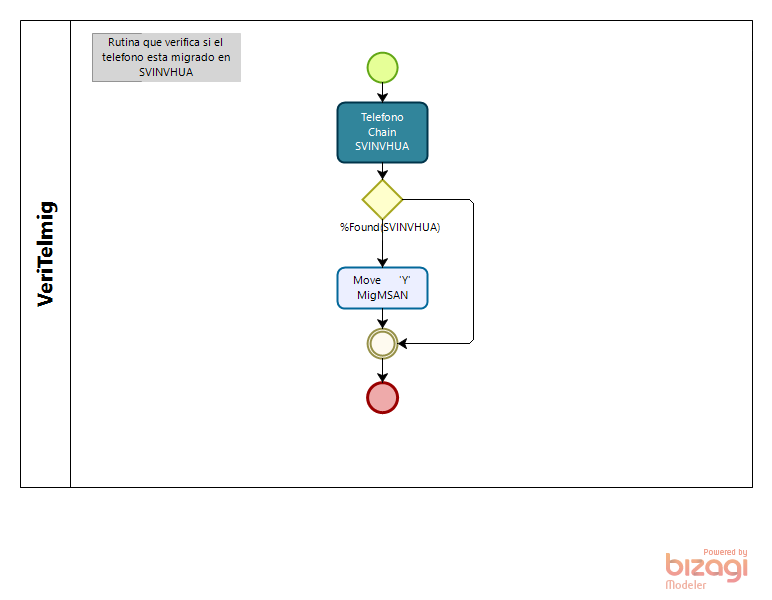 Rutina que verifica si el
telefono esta migrado en
SVINVHUA
VeriTelmig
Telefono
Chain
SVINVHUA
%Found(SVINVHUA)
Move 'Y'
MigMSAN
Powered by
bizagi
Modeler